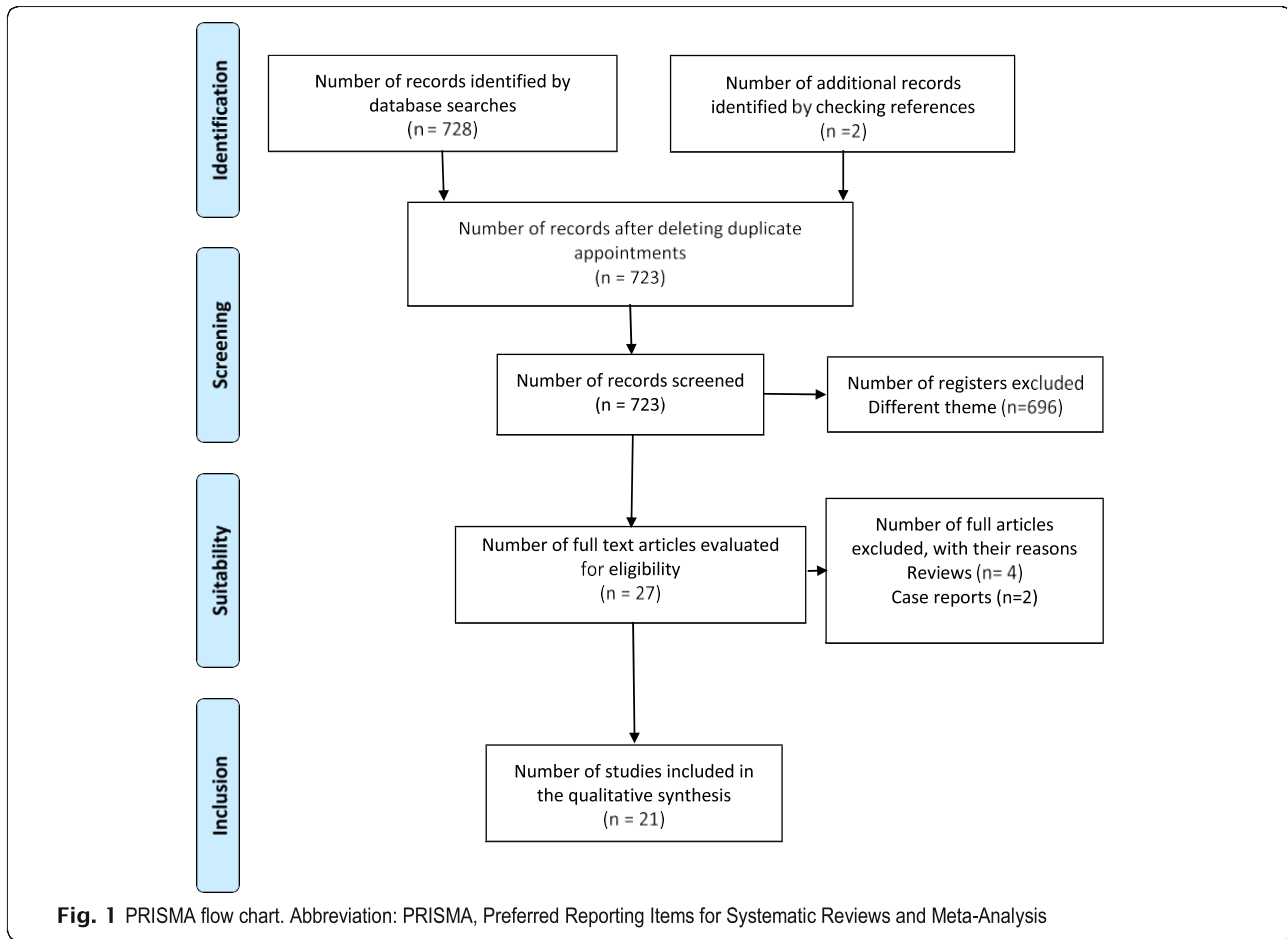 Identification
Number of records identified by
database searches
(n = 728)
Number of additional records
identified by checking references
(n =2)
Number of records after deleting duplicate
appointments
(n = 723)
Screening
Number of records screened
(n = 723)
Number of registers excluded
Different theme (n=696)
Suitability
Number of full text articles evaluated
for eligibility
(n = 27)
Number of full articles
excluded, with their reasons
Reviews (n= 4)
Case reports (n=2)
Inclusion
Number of studies included in
the qualitative synthesis
(n = 21)
Fig. 1 PRISMA flow chart. Abbreviation: PRISMA, Preferred Reporting Items for Systematic Reviews and Meta-Analysis